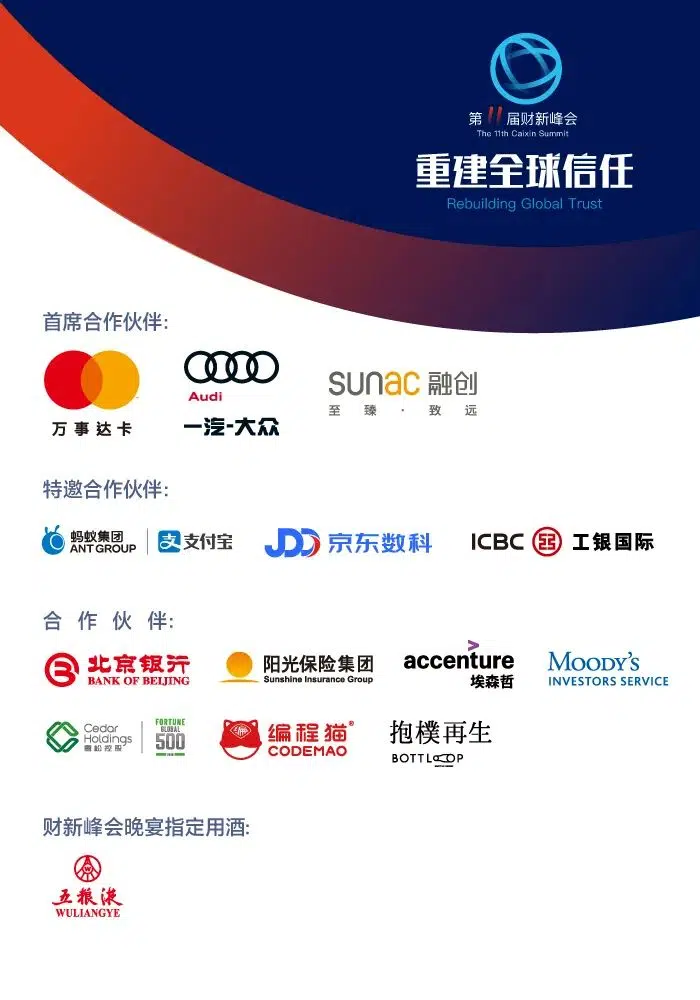 第11届财新峰会
The 11th Caixin Summit
重建全球信任
Rebuilding Global Trust
首席合作伙伴:
万事达卡
Audi
一汽-大众
sunac 融创
至 臻 · 致 远
特邀合作伙伴:
蚂蚁集团
ANT GROUP
支 支付宝
JDD 京东数科
ICBC 工银国际
合 作 伙 伴:
北京银行
BANK OF BEIJING
阳光保险集团
Sunshine Insurance Group
accenture
埃森哲
MOODY'S
INVESTORS SERVICE
Cedar
Holdings
雪松控股
FORTUNE
GLOBAL
500
编程猫®
CODEMAO
抱樸再生
BOTTLOOP
财新峰会晚宴指定用酒:
W
五粮液
WULIANGYE